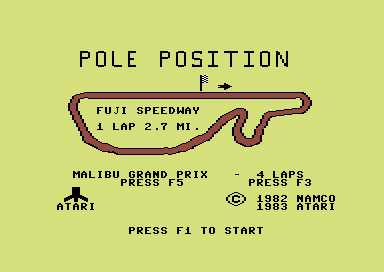 POLE POSITION
FUJI SPEEDWAY
1 LAP 2.7 MI.
MALIBU GRAND PRIX - 4 LAPS
PRESS F5 PRESS F3
ATARI
© 1982 NAMCO
1983 ATARI
PRESS F1 TO START